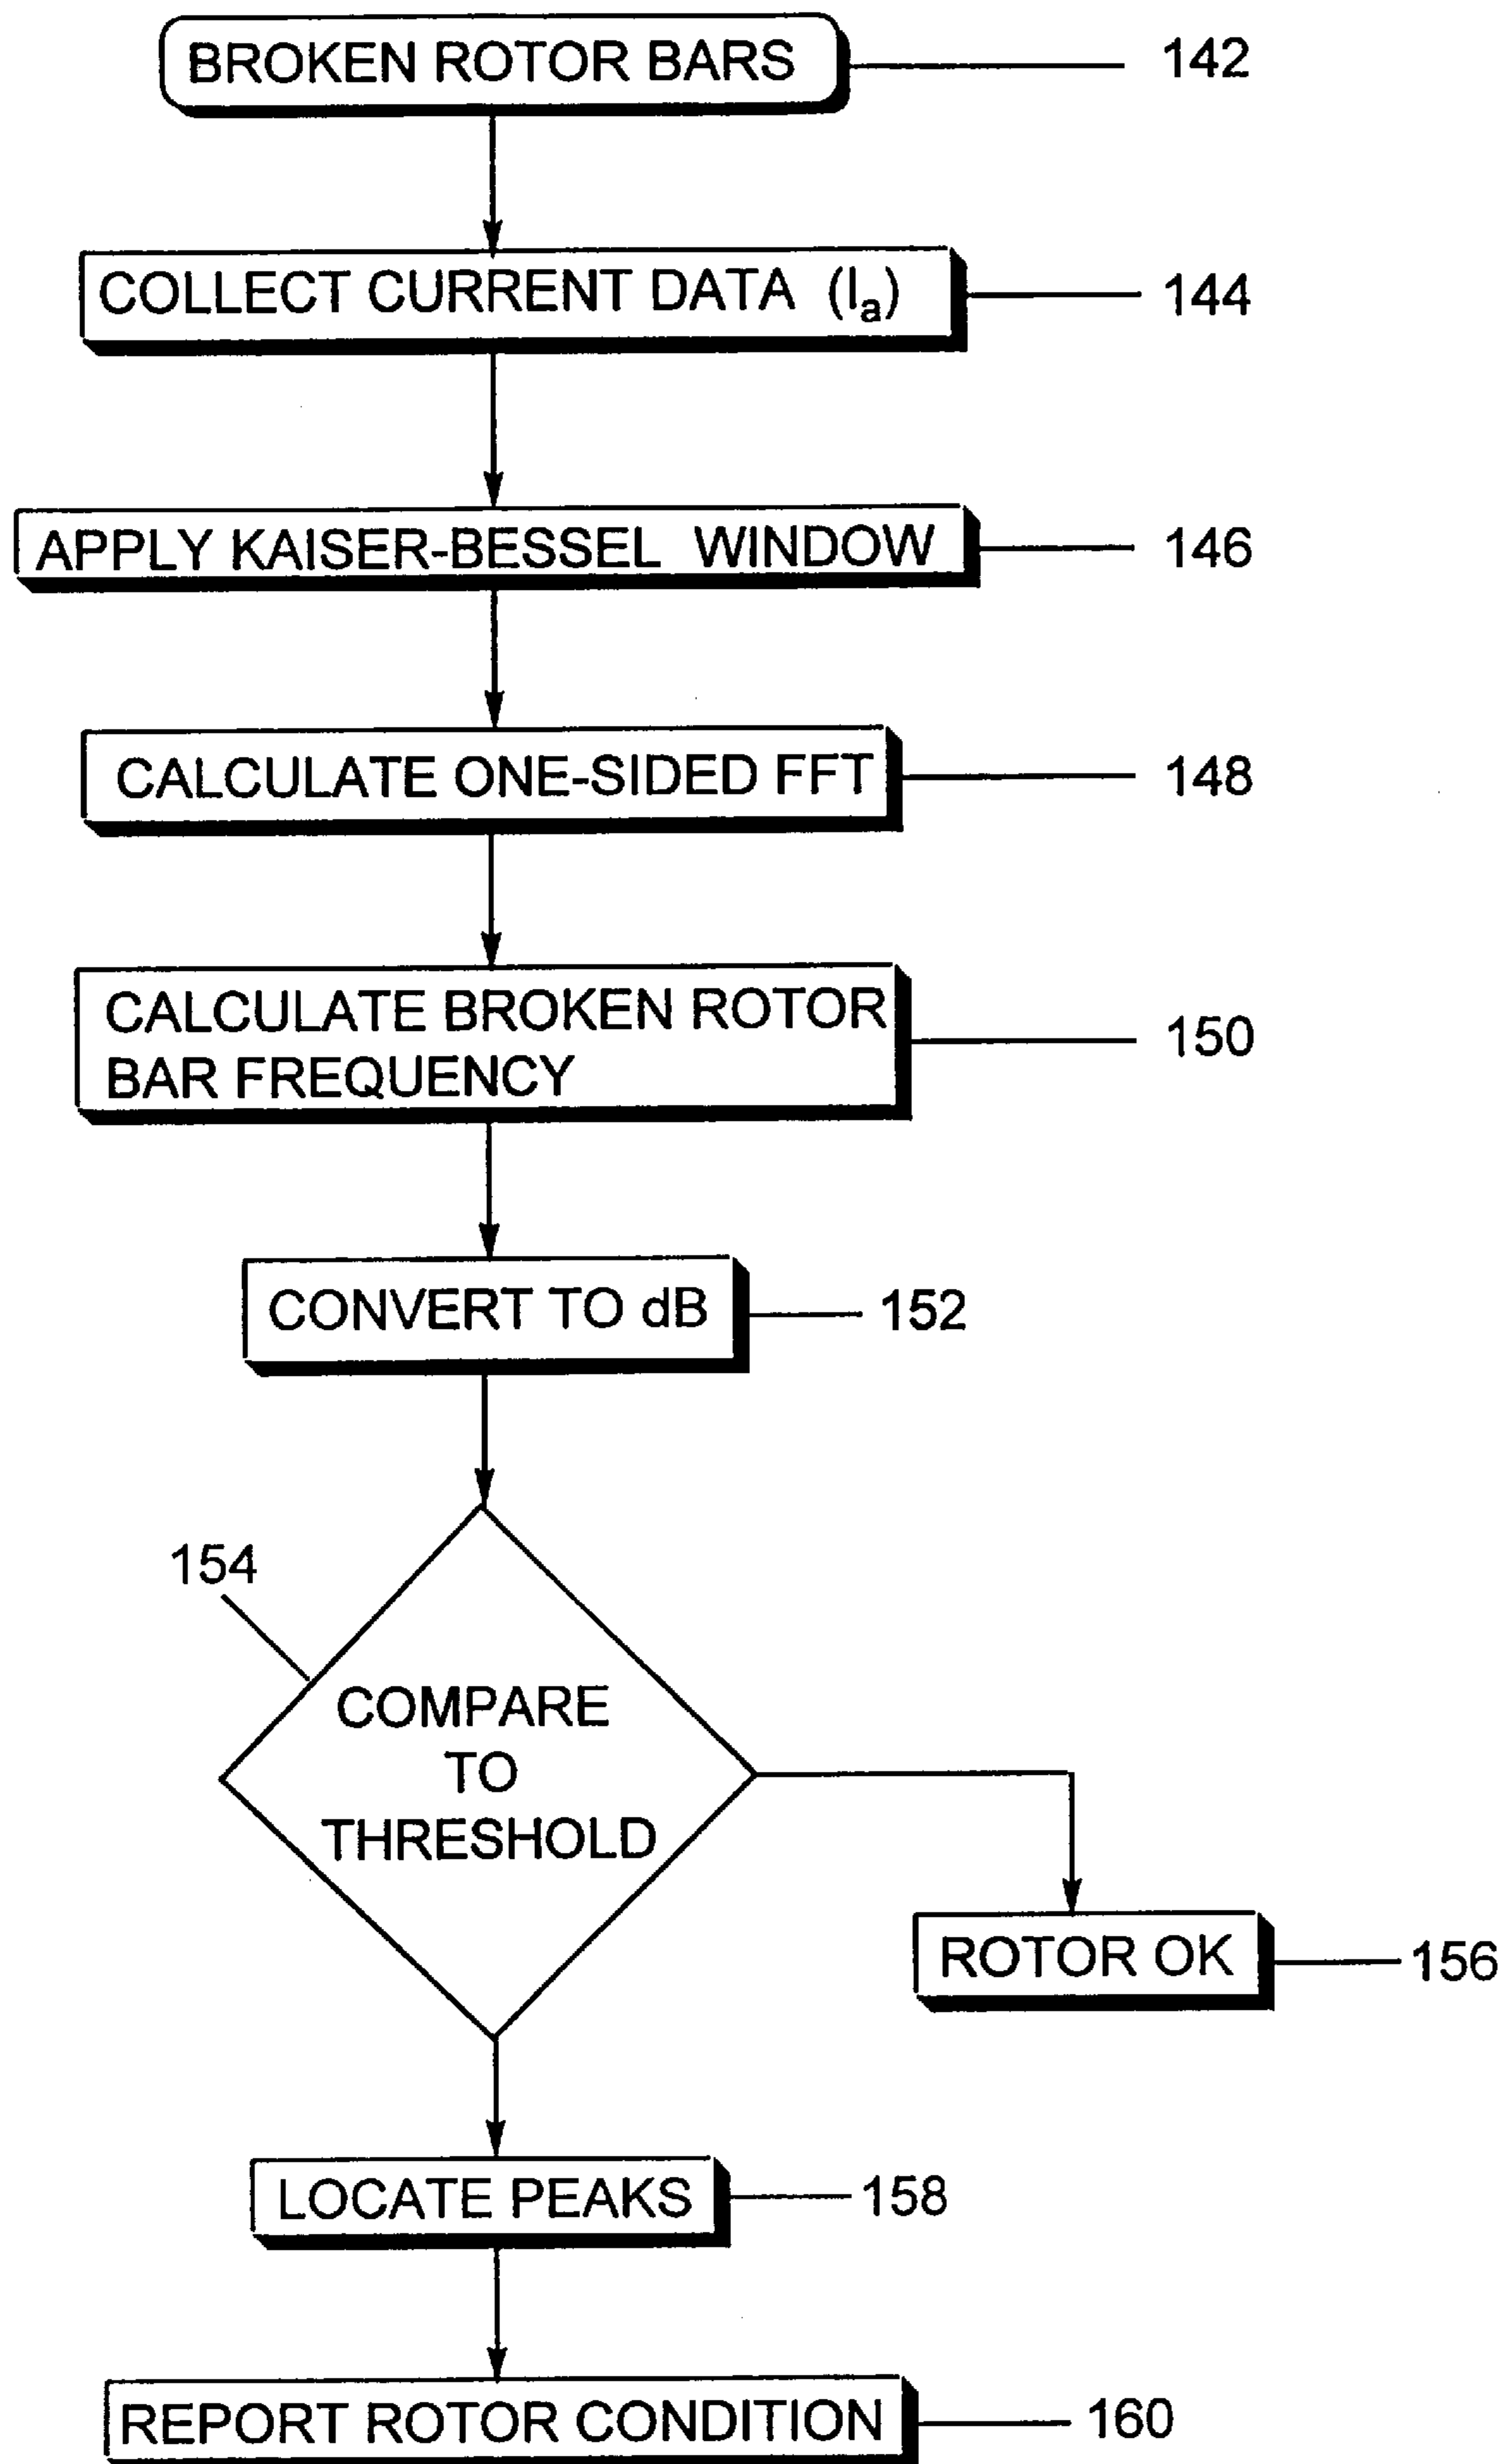 BROKEN ROTOR BARS
142
COLLECT CURRENT DATA (Ia)
144
APPLY KAISER-BESSEL WINDOW
146
CALCULATE ONE-SIDED FFT
148
CALCULATE BROKEN ROTOR
BAR FREQUENCY
150
CONVERT TO dB
152
154
COMPARE
TO
THRESHOLD
ROTOR OK
156
LOCATE PEAKS
158
REPORT ROTOR CONDITION
160